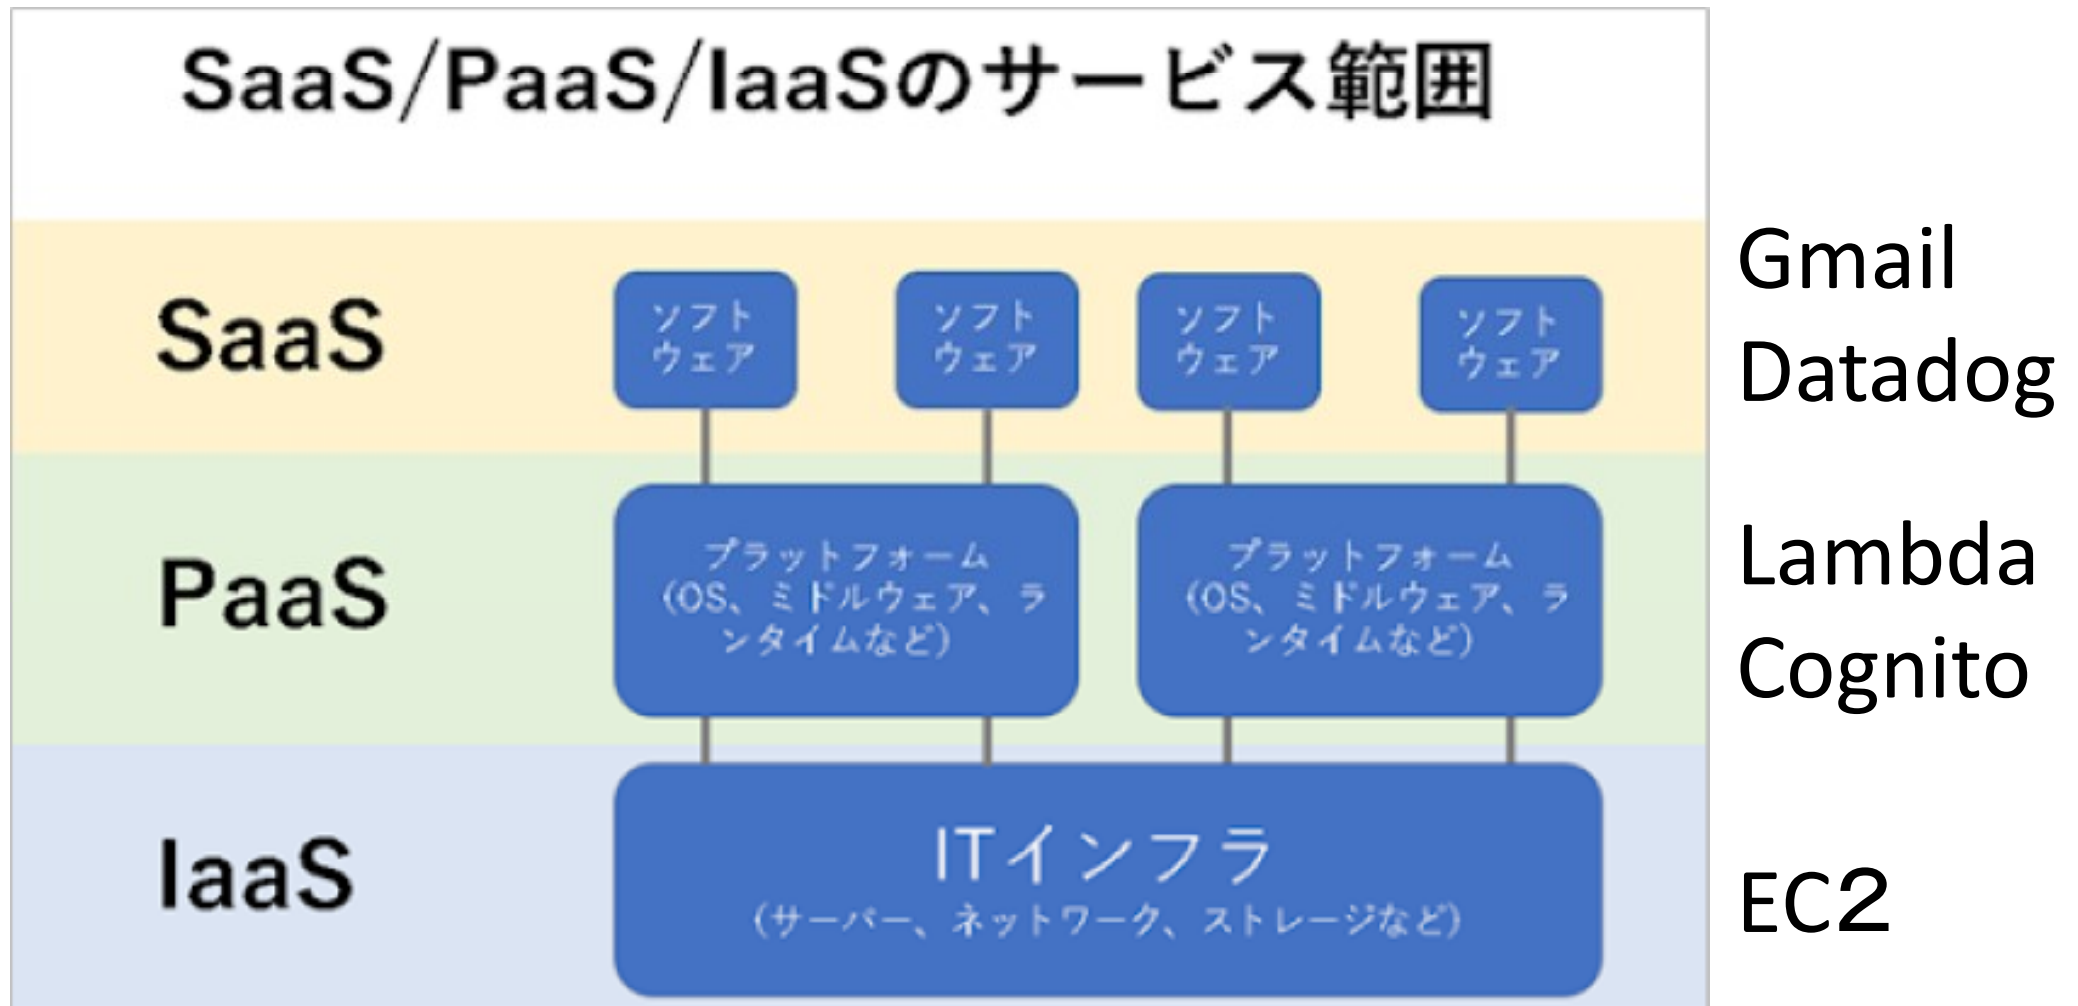 SaaS/PaaS/IaaSのサービス範囲
SaaS
ソフト
ウェア
ソフト
ウェア
ソフト
ウェア
ソフト
ウェア
Gmail
Datadog
PaaS
プラットフォーム
(OS、ミドルウェア、ラ
ンタイムなど)
プラットフォーム
(OS、ミドルウェア、ラ
ンタイムなど)
Lambda
Cognito
IaaS
ITインフラ
(サーバー、ネットワーク、ストレージなど)
EC２